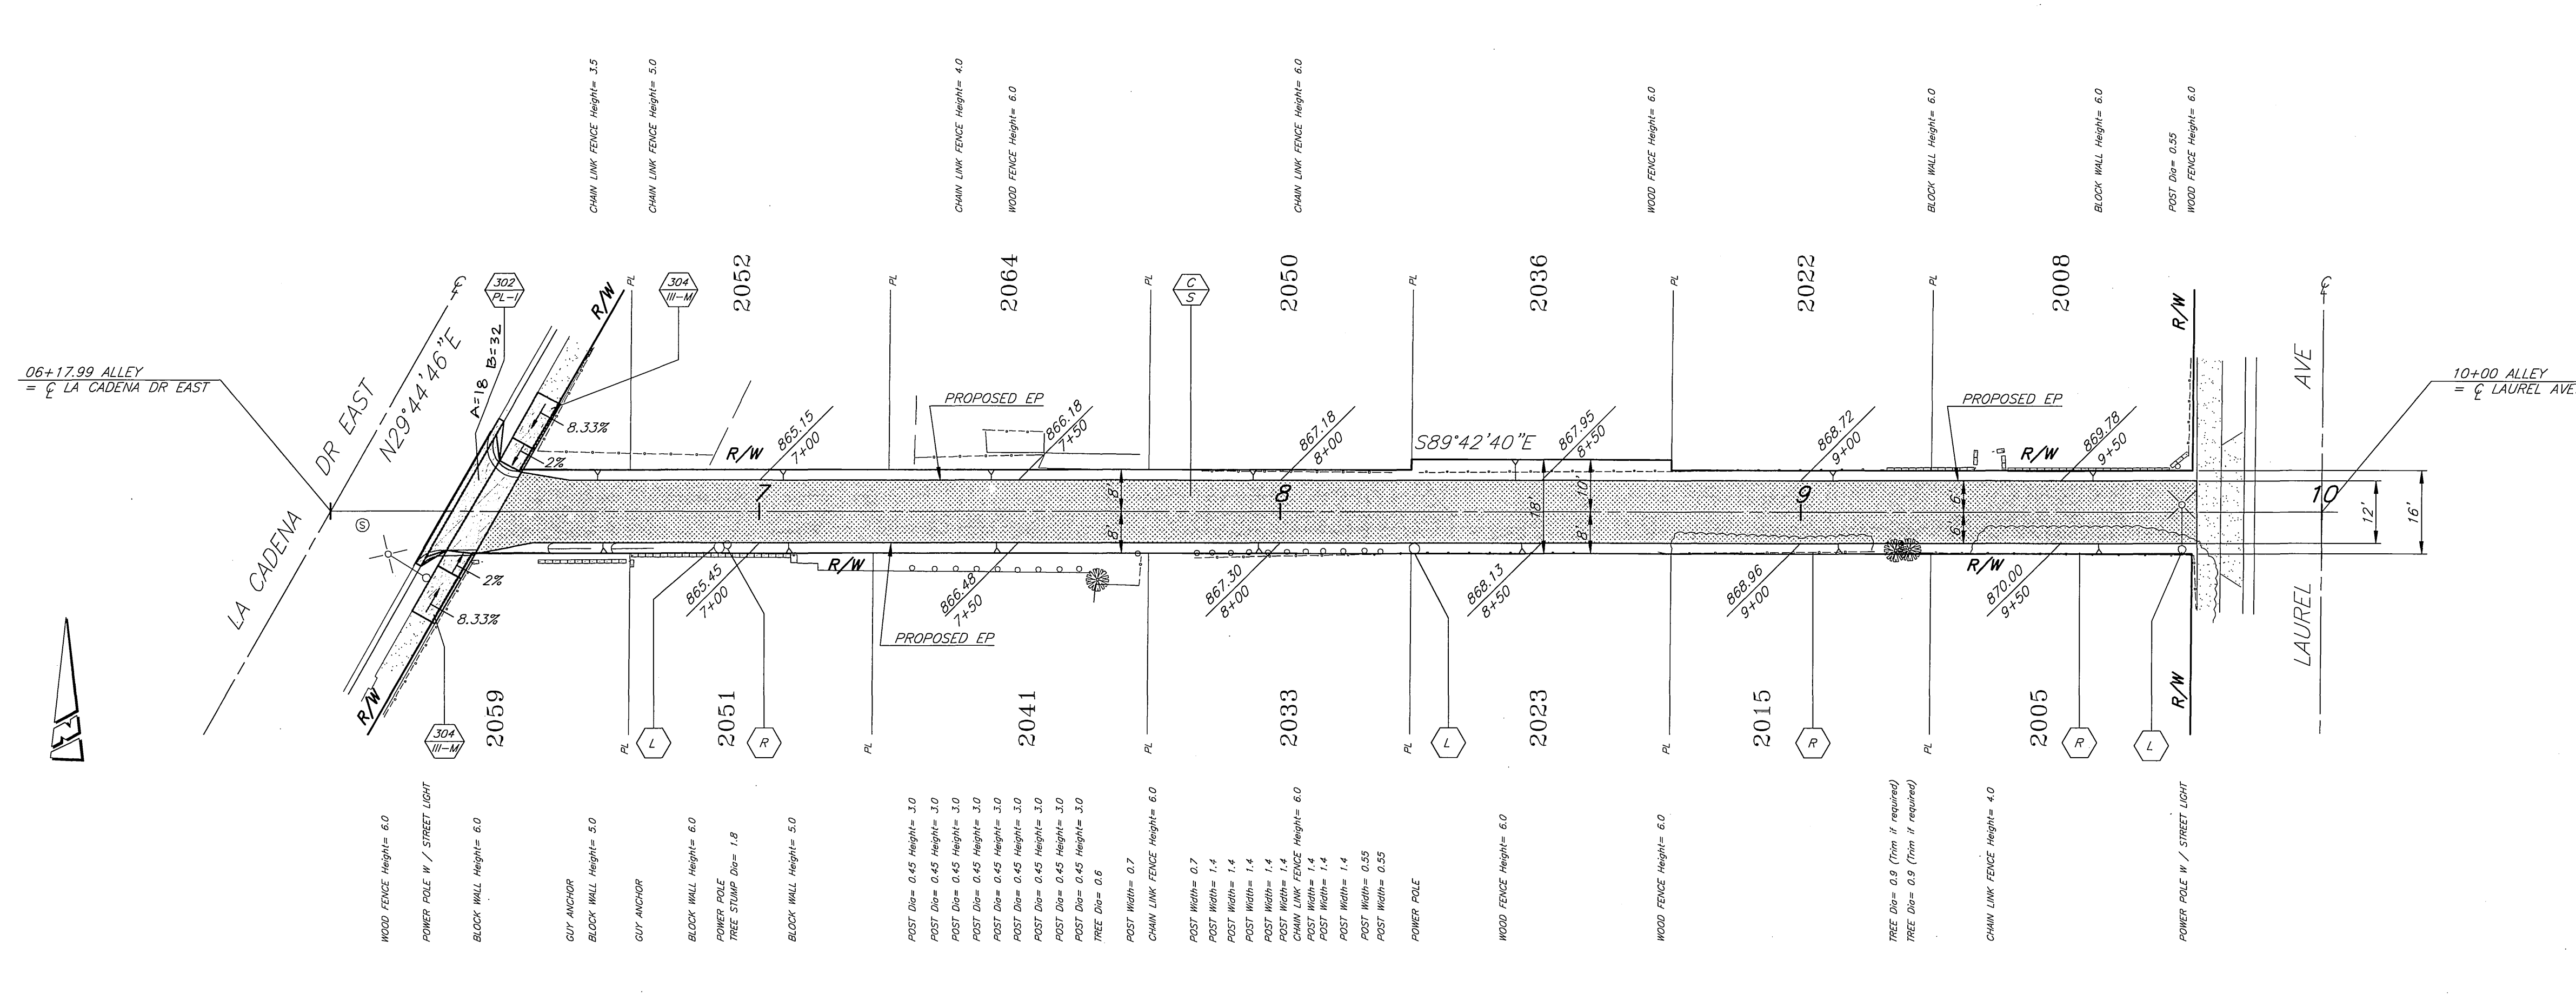 CHAIN LINK FENCE Height= 3.5
CHAIN LINK FENCE Height= 5.0
CHAIN LINK FENCE Height= 4.0
WOOD FENCE Height= 6.0
CHAIN LINK FENCE Height= 6.0
WOOD FENCE Height= 6.0
BLOCK WALL Height= 6.0
BLOCK WALL Height= 6.0
POST Dia= 0.55
WOOD FENCE Height= 6.0
2052
2064
2050
2036
2022
2008
℄
302
PL-1
R/W
PL
304
III-M
PL
PL
C
S
PL
PL
PL
R/W
℄
A=18 B=32
06+17.99 ALLEY
= ℄ LA CADENA DR EAST
N29°44'46"E
LA CADENA DR EAST
10+00 ALLEY
= ℄ LAUREL AVE
LAUREL AVE
8.33%
2%
R/W
865.15
7+00
PROPOSED EP
866.18
7+50
867.18
8+00
S89°42'40"E
867.95
8+50
868.72
9+00
PROPOSED EP
R/W
869.78
9+50
7
8
9
10
8'
8'
18'
10'
8'
6'
6'
12'
16'
S
2%
8.33%
R/W
865.45
7+00
R/W
866.48
7+50
PROPOSED EP
867.30
8+00
868.13
8+50
868.96
9+00
R/W
870.00
9+50
R/W
304
III-M
2059
PL
L
2051
R
PL
2041
PL
2033
PL
L
2023
PL
2015
R
PL
2005
R
L
R/W
WOOD FENCE Height= 6.0
POWER POLE W / STREET LIGHT
BLOCK WALL Height= 6.0
GUY ANCHOR
BLOCK WALL Height= 5.0
GUY ANCHOR
BLOCK WALL Height= 6.0
POWER POLE
TREE STUMP Dia= 1.8
BLOCK WALL Height= 5.0
POST Dia= 0.45 Height= 3.0
POST Dia= 0.45 Height= 3.0
POST Dia= 0.45 Height= 3.0
POST Dia= 0.45 Height= 3.0
POST Dia= 0.45 Height= 3.0
POST Dia= 0.45 Height= 3.0
POST Dia= 0.45 Height= 3.0
POST Dia= 0.45 Height= 3.0
POST Dia= 0.45 Height= 3.0
TREE Dia= 0.6
POST Width= 0.7
CHAIN LINK FENCE Height= 6.0
POST Width= 0.7
POST Width= 1.4
POST Width= 1.4
POST Width= 1.4
POST Width= 1.4
POST Width= 1.4
CHAIN LINK FENCE Height= 6.0
POST Width= 1.4
POST Width= 1.4
POST Width= 1.4
POST Width= 0.55
POST Width= 0.55
POWER POLE
WOOD FENCE Height= 6.0
WOOD FENCE Height= 6.0
TREE Dia= 0.9 (Trim if required)
TREE Dia= 0.9 (Trim if required)
CHAIN LINK FENCE Height= 4.0
POWER POLE W / STREET LIGHT